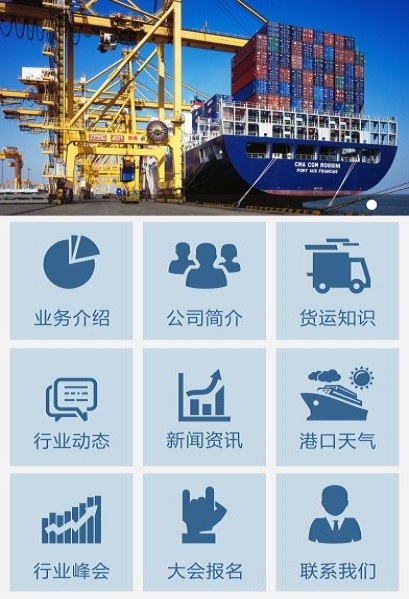 CMA CGM ROSSINI
PORT AUX FRANCAIS
业务介绍
公司简介
货运知识
行业动态
新闻资讯
港口天气
行业峰会
大会报名
联系我们